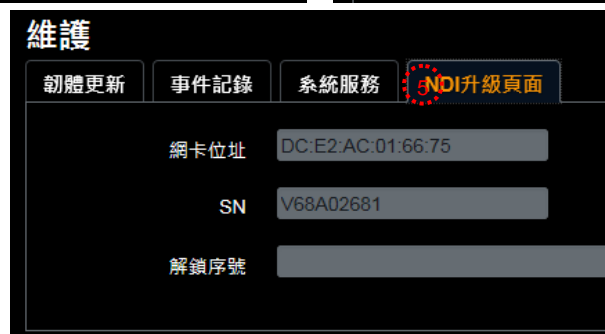 維護
韌體更新 事件記錄 系統服務 5 NDI升級頁面
網卡位址 DC:E2:AC:01:66:75
SN V68A02681
解鎖序號